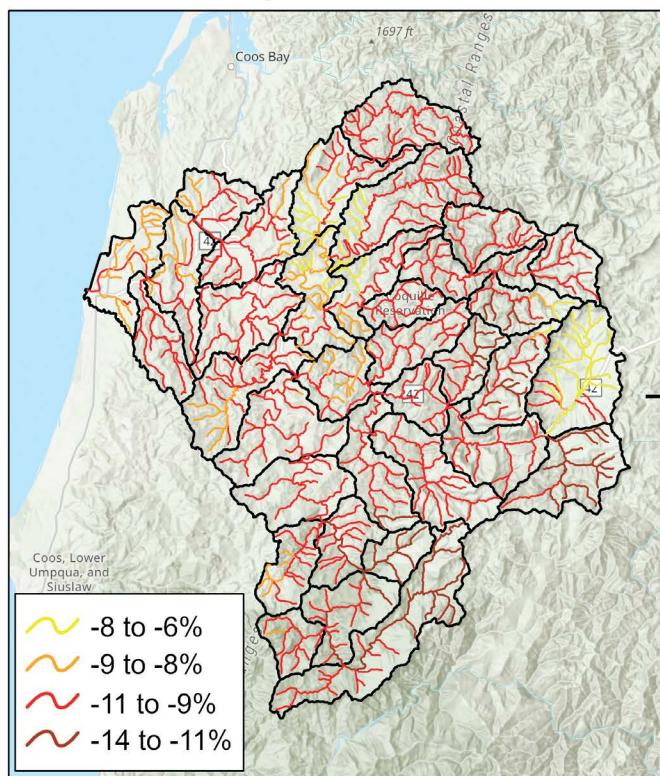 1697 ft
Coos Bay
Coastal Ranges
42
Coquille
Reservation
42
42
Coos, Lower
Umpqua, and
Siuslaw
-8 to -6%
-9 to -8%
-11 to -9%
-14 to -11%